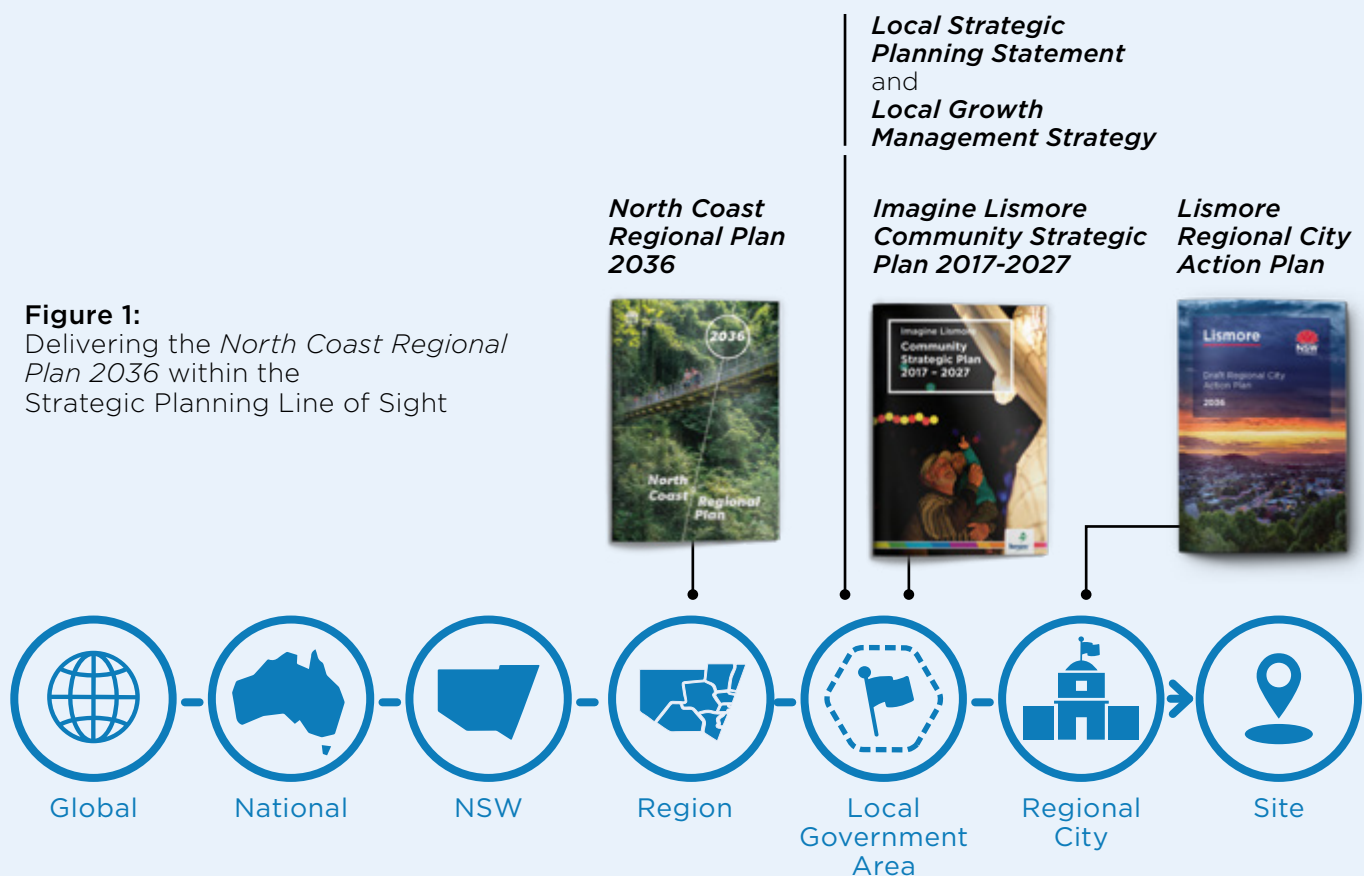 Local Strategic
Planning Statement
and
Local Growth
Management Strategy
North Coast
Regional Plan
2036
Imagine Lismore
Community Strategic
Plan 2017-2027
Lismore
Regional City
Action Plan
Figure 1:
Delivering the North Coast Regional
Plan 2036 within the
Strategic Planning Line of Sight
2036
North
Coast
Regional
Plan
Imagine Lismore
Community
Strategic Plan
2017 – 2027
Lismore
NSW
Draft Regional City
Action Plan
2036
Global
National
NSW
Region
Local
Government
Area
Regional
City
Site